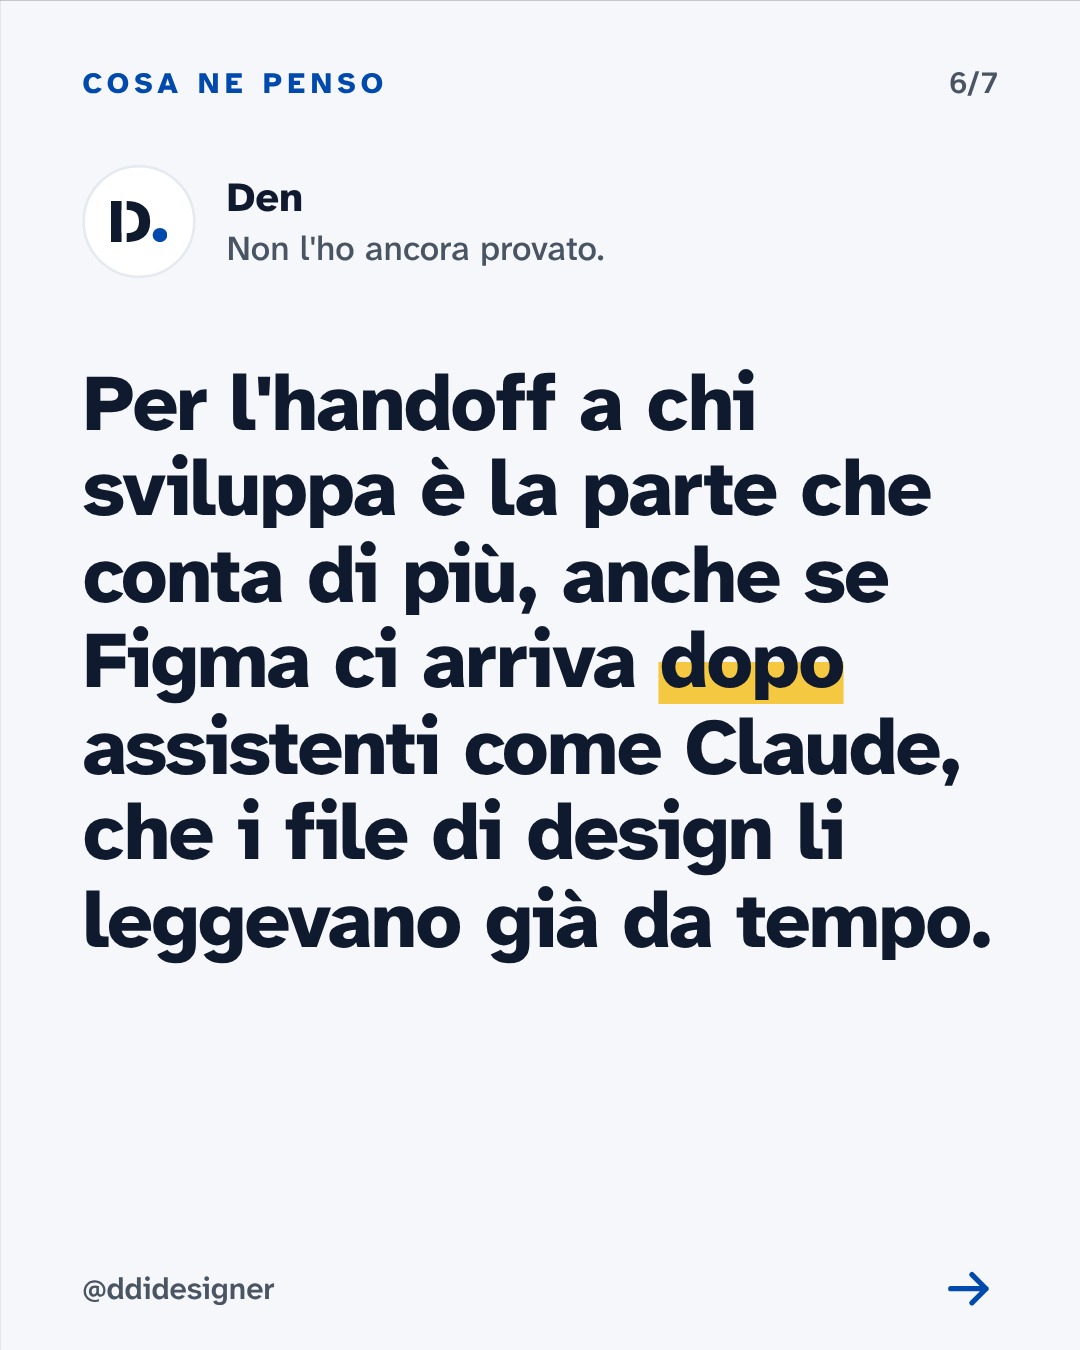 COSA NE PENSO
6/7
D.
Den
Non l'ho ancora provato.
Per l'handoff a chi
sviluppa è la parte che
conta di più, anche se
Figma ci arriva dopo
assistenti come Claude,
che i file di design li
leggevano già da tempo.
@ddidesigner